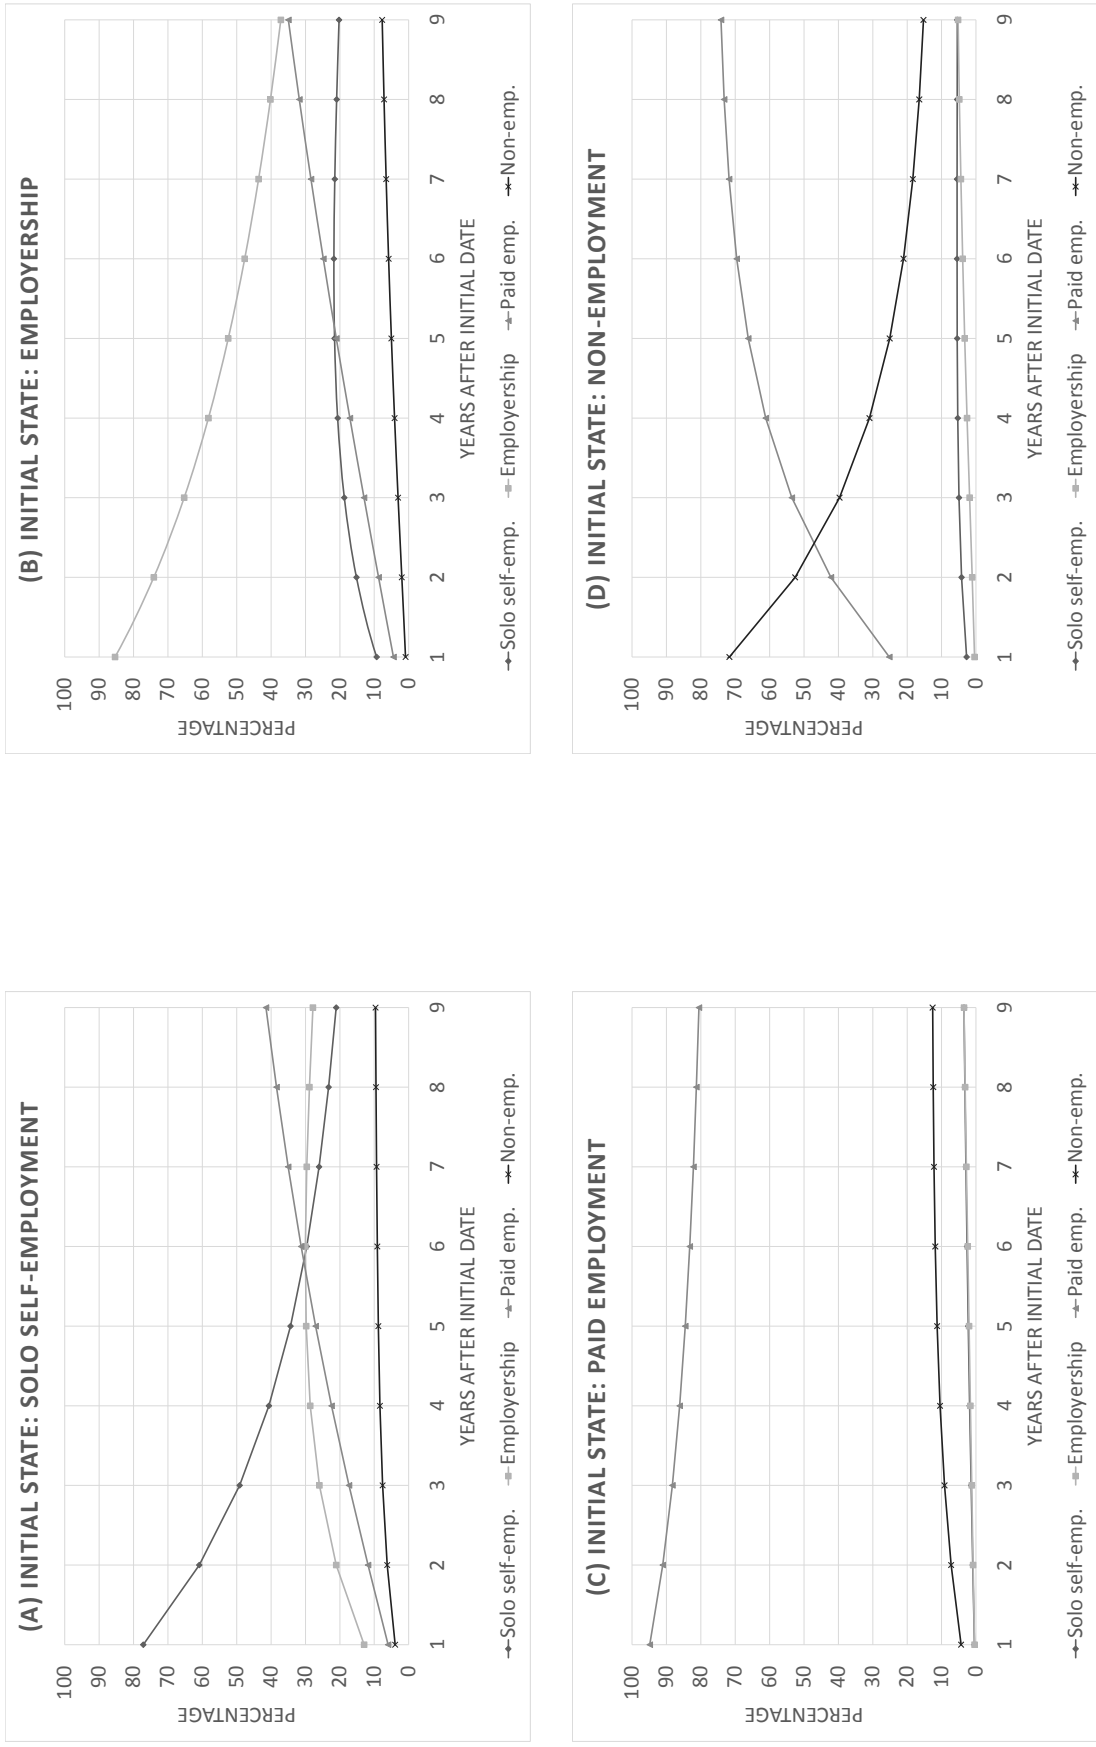 (A) INITIAL STATE: SOLO SELF-EMPLOYMENT
PERCENTAGE
100
90
80
70
60
50
40
30
20
10
0
1 2 3 4 5 6 7 8 9
YEARS AFTER INITIAL DATE
Solo self-emp. Employership Paid emp. Non-emp.
(B) INITIAL STATE: EMPLOYERSHIP
PERCENTAGE
100
90
80
70
60
50
40
30
20
10
0
1 2 3 4 5 6 7 8 9
YEARS AFTER INITIAL DATE
Solo self-emp. Employership Paid emp. Non-emp.
(C) INITIAL STATE: PAID EMPLOYMENT
PERCENTAGE
100
90
80
70
60
50
40
30
20
10
0
1 2 3 4 5 6 7 8 9
YEARS AFTER INITIAL DATE
Solo self-emp. Employership Paid emp. Non-emp.
(D) INITIAL STATE: NON-EMPLOYMENT
PERCENTAGE
100
90
80
70
60
50
40
30
20
10
0
1 2 3 4 5 6 7 8 9
YEARS AFTER INITIAL DATE
Solo self-emp. Employership Paid emp. Non-emp.